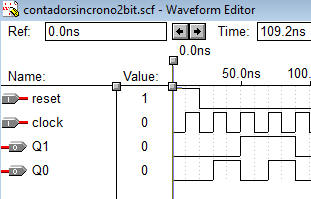 contadorsincrono2bit.scf - Waveform Editor
Ref: 0.0ns Time: 109.2ns
0.0ns
Name: Value: 50.0ns 100.
reset 1
clock 0
Q1 0
Q0 0